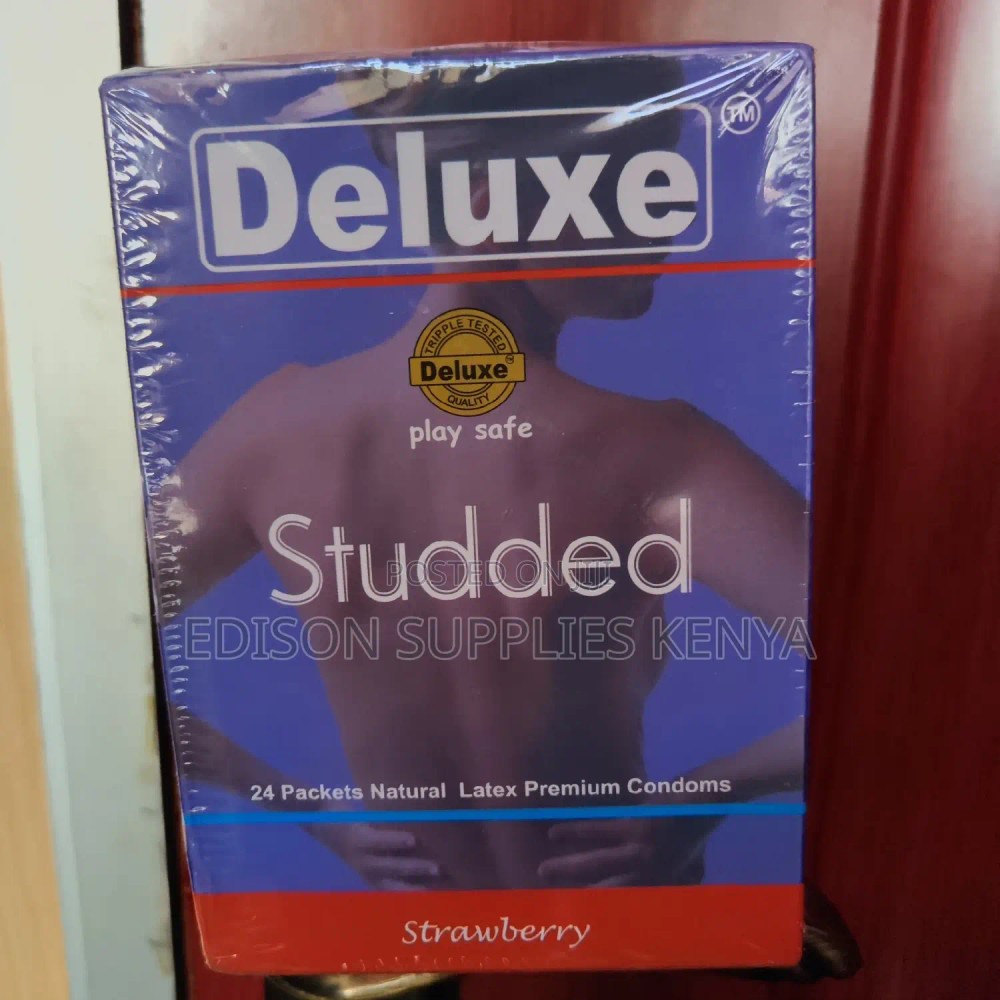 Deluxe
TM
TRIPPLE TESTED
Deluxe
QUALITY
play safe
Studded
POSTED ON
EDISON SUPPLIES KENYA
24 Packets Natural Latex Premium Condoms
Strawberry